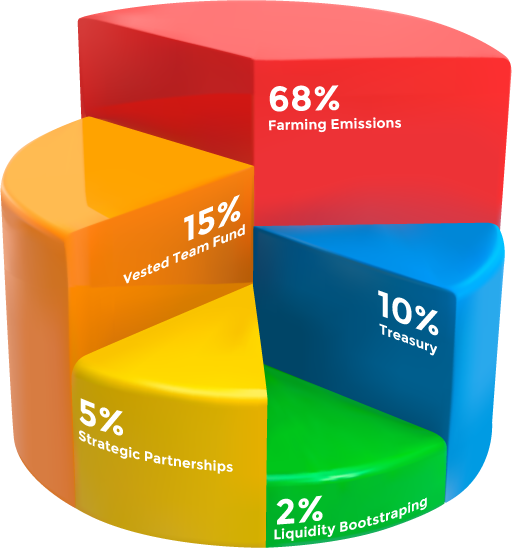 68%
Farming Emissions
15%
Vested Team Fund
10%
Treasury
5%
Strategic Partnerships
2%
Liquidity Bootstraping